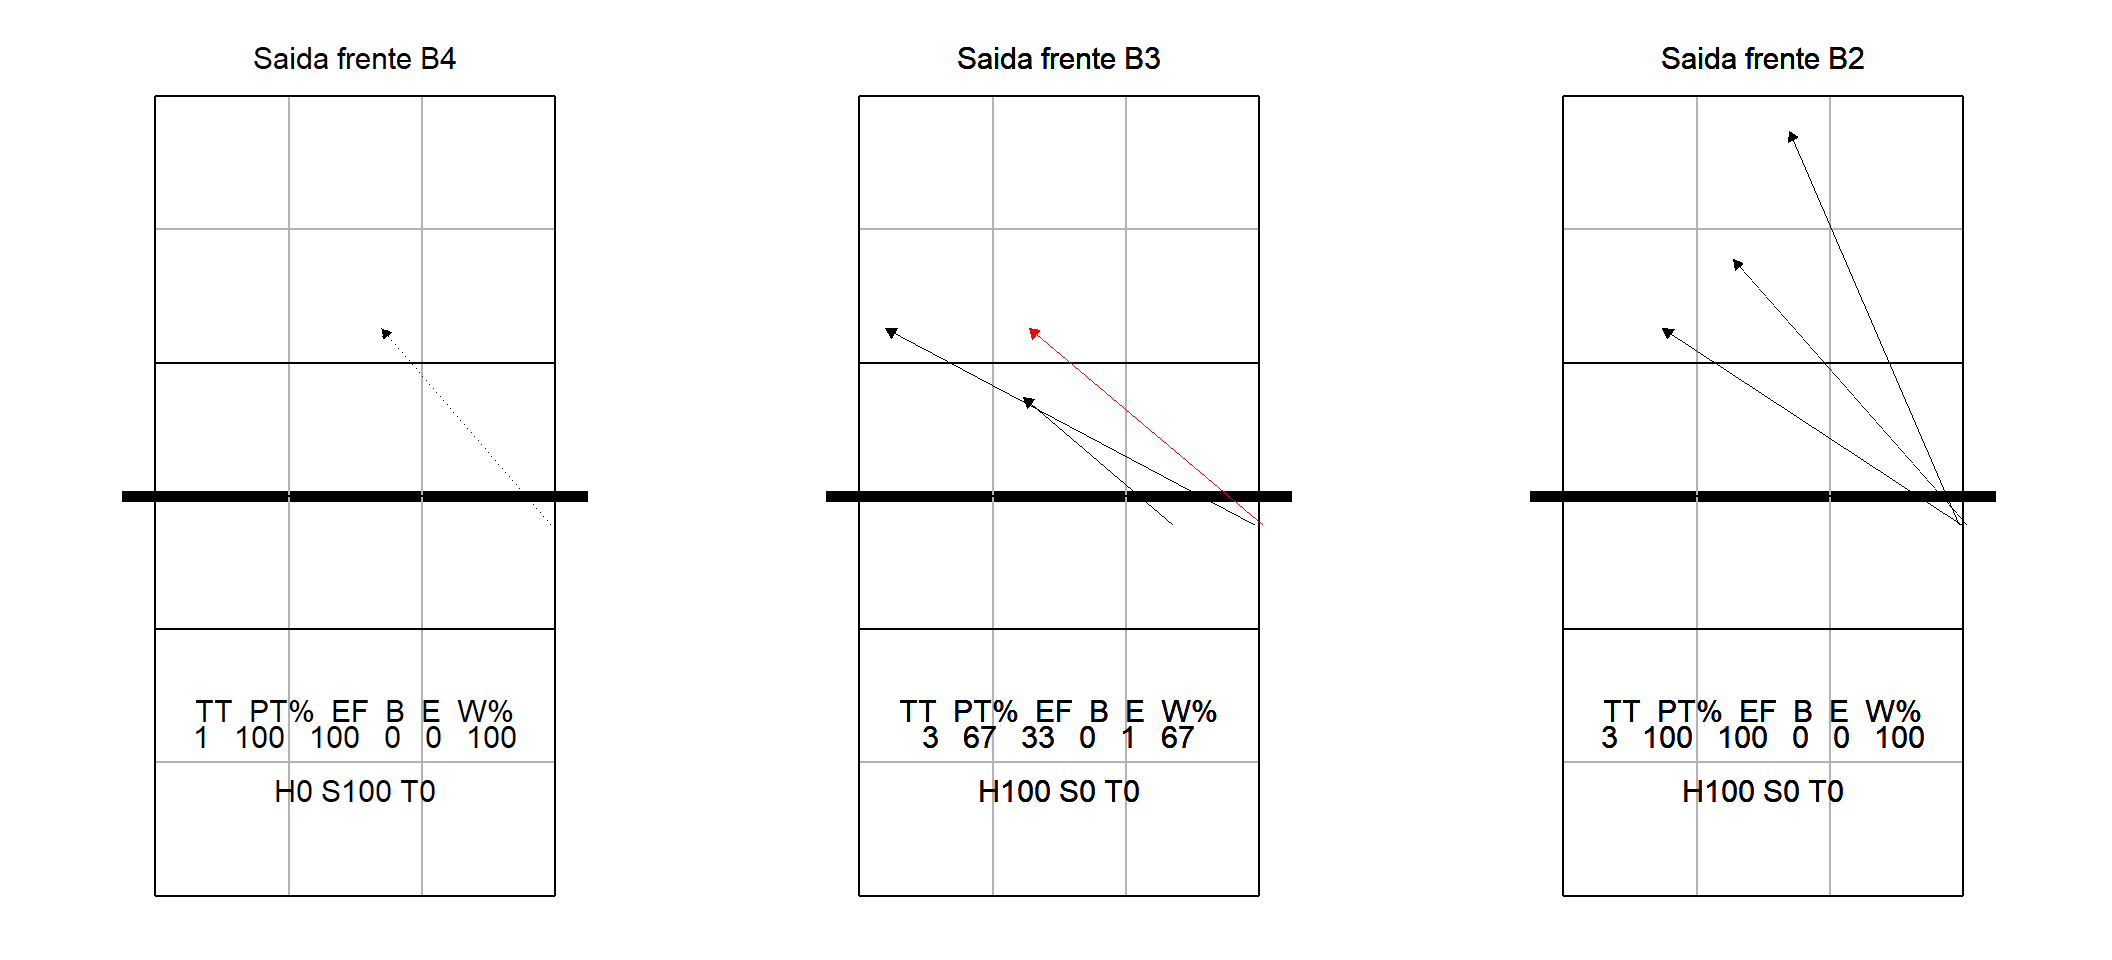 Saida frente B4
TT PT% EF B E W%
1 100 100 0 0 100
H0 S100 T0
Saida frente B3
TT PT% EF B E W%
3 67 33 0 1 67
H100 S0 T0
Saida frente B2
TT PT% EF B E W%
3 100 100 0 0 100
H100 S0 T0